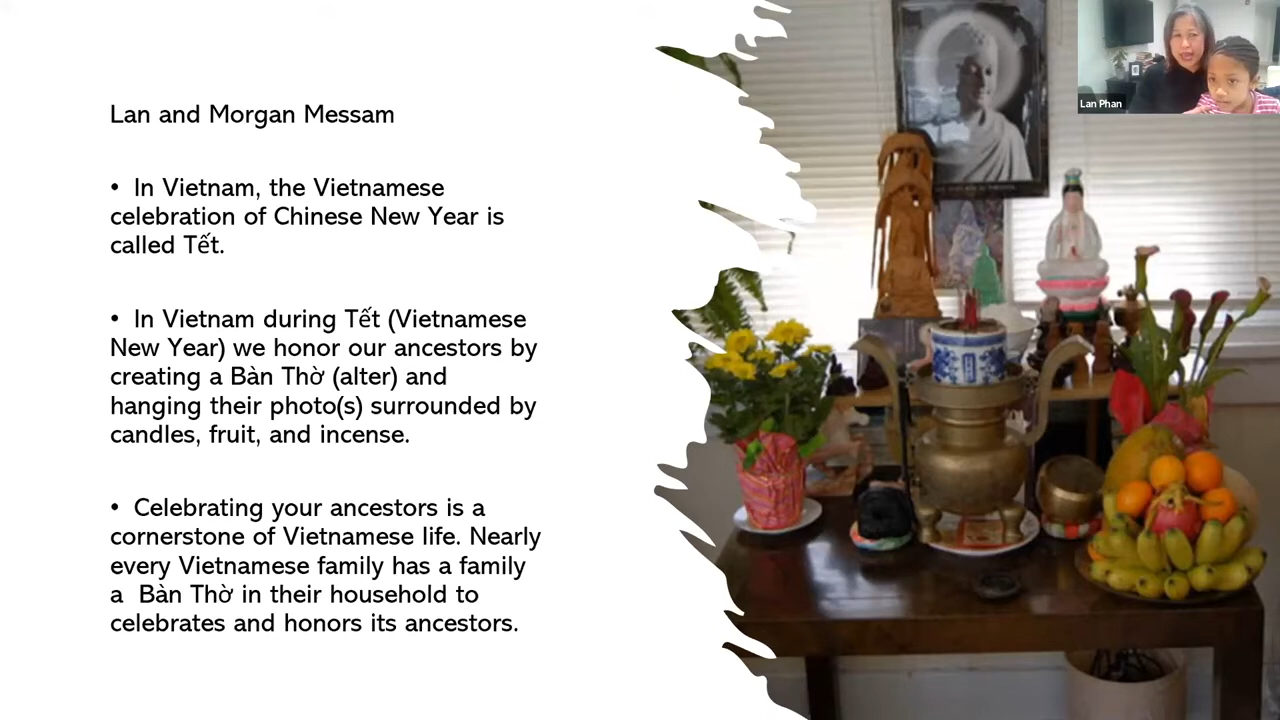 Lan and Morgan Messam
• In Vietnam, the Vietnamese
celebration of Chinese New Year is
called Tết.
• In Vietnam during Tết (Vietnamese
New Year) we honor our ancestors by
creating a Bàn Thờ (alter) and
hanging their photo(s) surrounded by
candles, fruit, and incense.
• Celebrating your ancestors is a
cornerstone of Vietnamese life. Nearly
every Vietnamese family has a family
a  Bàn Thờ in their household to
celebrates and honors its ancestors.
Lan Phan